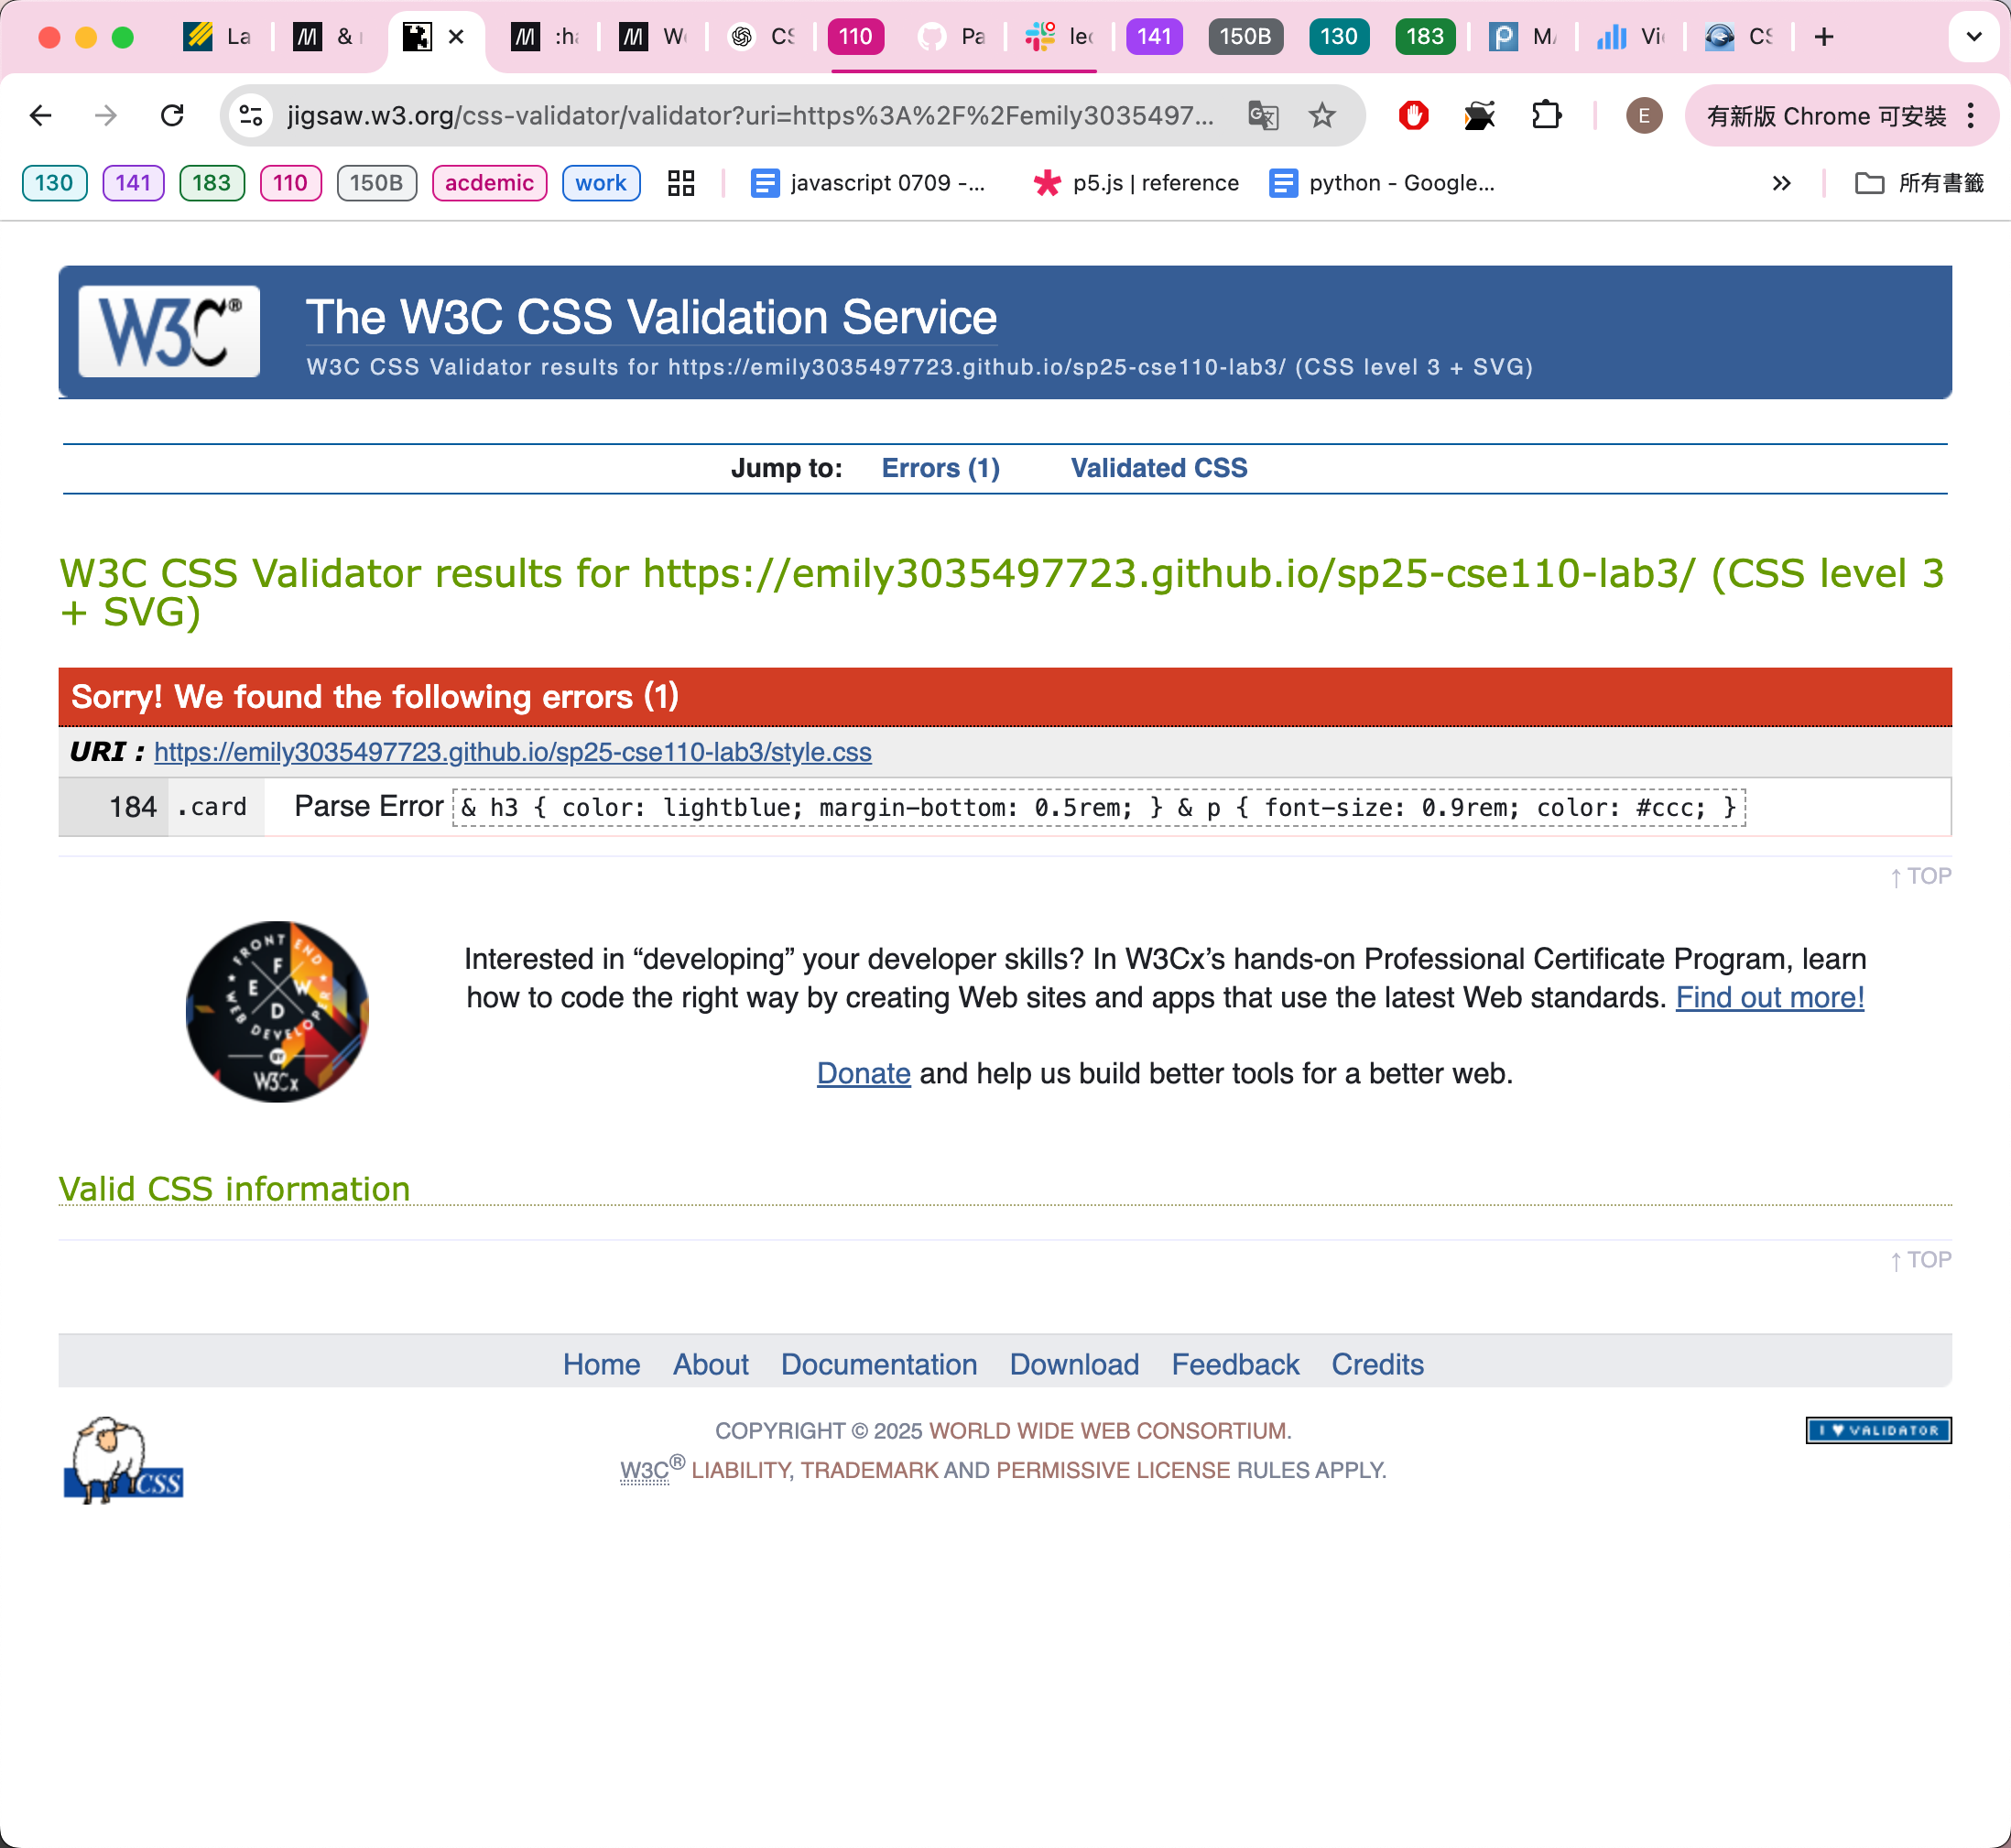 La
&
:ha
CS
110
Pa
lec
141
150B
130
183
CS
jigsaw.w3.org/css-validator/validator?uri=https%3A%2F%2Femily3035497...
E
有新版 Chrome 可安裝
130
141
183
110
150B
acdemic
work
javascript 0709 -...
p5.js | reference
python - Google...
所有書籤
W3C®
The W3C CSS Validation Service
W3C CSS Validator results for https://emily3035497723.github.io/sp25-cse110-lab3/ (CSS level 3 + SVG)
Jump to: Errors (1) Validated CSS
W3C CSS Validator results for https://emily3035497723.github.io/sp25-cse110-lab3/ (CSS level 3
+ SVG)
Sorry! We found the following errors (1)
URI : https://emily3035497723.github.io/sp25-cse110-lab3/style.css
184 .card Parse Error & h3 { color: lightblue; margin-bottom: 0.5rem; } & p { font-size: 0.9rem; color: #ccc; }
↑ TOP
FRONT END
F
E W
D
WEB DEVELOPER
BY
W3Cx
Interested in “developing” your developer skills? In W3Cx’s hands-on Professional Certificate Program, learn
how to code the right way by creating Web sites and apps that use the latest Web standards. Find out more!
Donate and help us build better tools for a better web.
Valid CSS information
↑ TOP
Home About Documentation Download Feedback Credits
CSS
COPYRIGHT © 2025 WORLD WIDE WEB CONSORTIUM.
W3C® LIABILITY, TRADEMARK AND PERMISSIVE LICENSE RULES APPLY.
I ♥ VALIDATOR